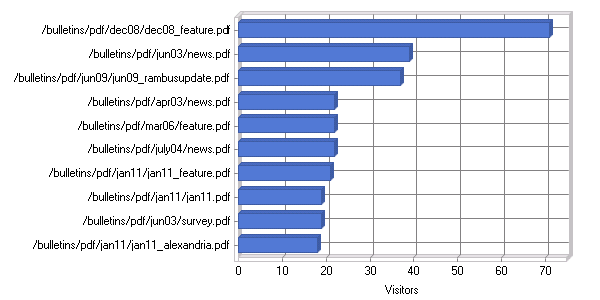 /bulletins/pdf/dec08/dec08_feature.pdf
/bulletins/pdf/jun03/news.pdf
/bulletins/pdf/jun09/jun09_rambusupdate.pdf
/bulletins/pdf/apr03/news.pdf
/bulletins/pdf/mar06/feature.pdf
/bulletins/pdf/july04/news.pdf
/bulletins/pdf/jan11/jan11_feature.pdf
/bulletins/pdf/jan11/jan11.pdf
/bulletins/pdf/jun03/survey.pdf
/bulletins/pdf/jan11/jan11_alexandria.pdf
0 10 20 30 40 50 60 70
Visitors